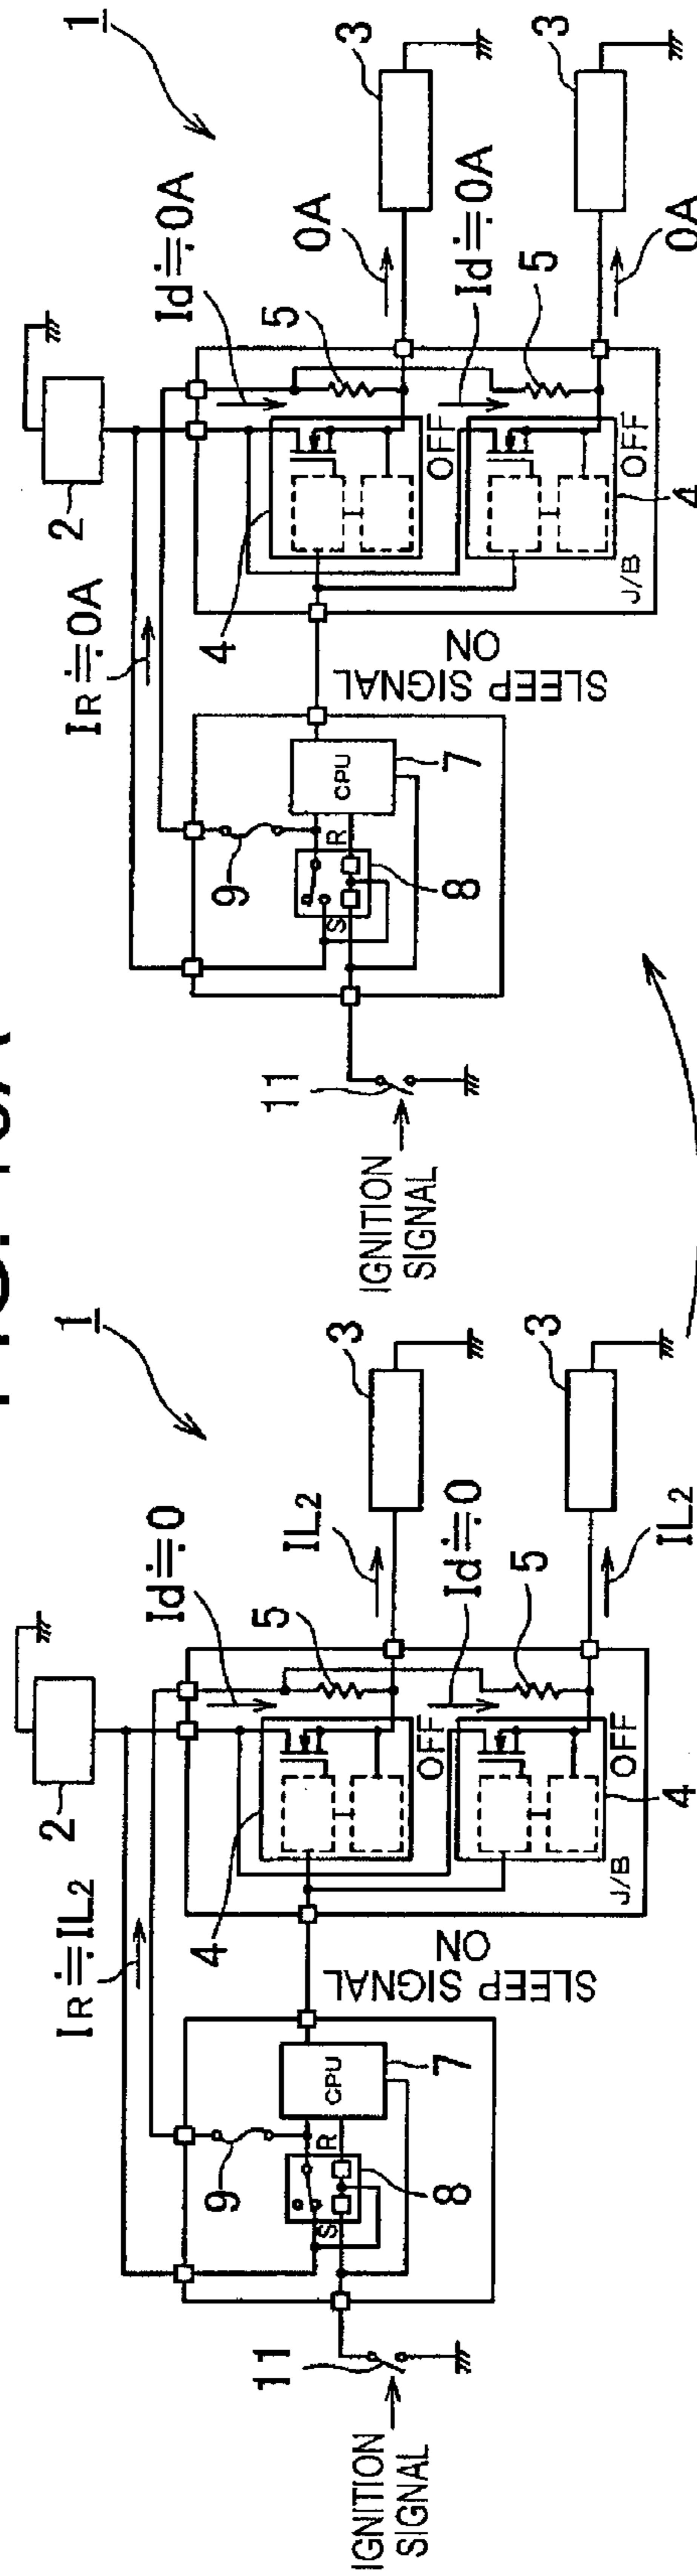 1
2
IR≒IL2
Id≒0
IL2
3
5
Id≒0
4
OFF
5
3
IL2
SLEEP SIGNAL
ON
OFF
4
J/B
9
CPU
7
R
S
8
11
IGNITION
SIGNAL
1
2
IR≒0A
Id≒0A
0A
3
5
Id≒0A
4
OFF
5
3
0A
SLEEP SIGNAL
ON
OFF
4
J/B
9
CPU
7
R
S
8
11
IGNITION
SIGNAL